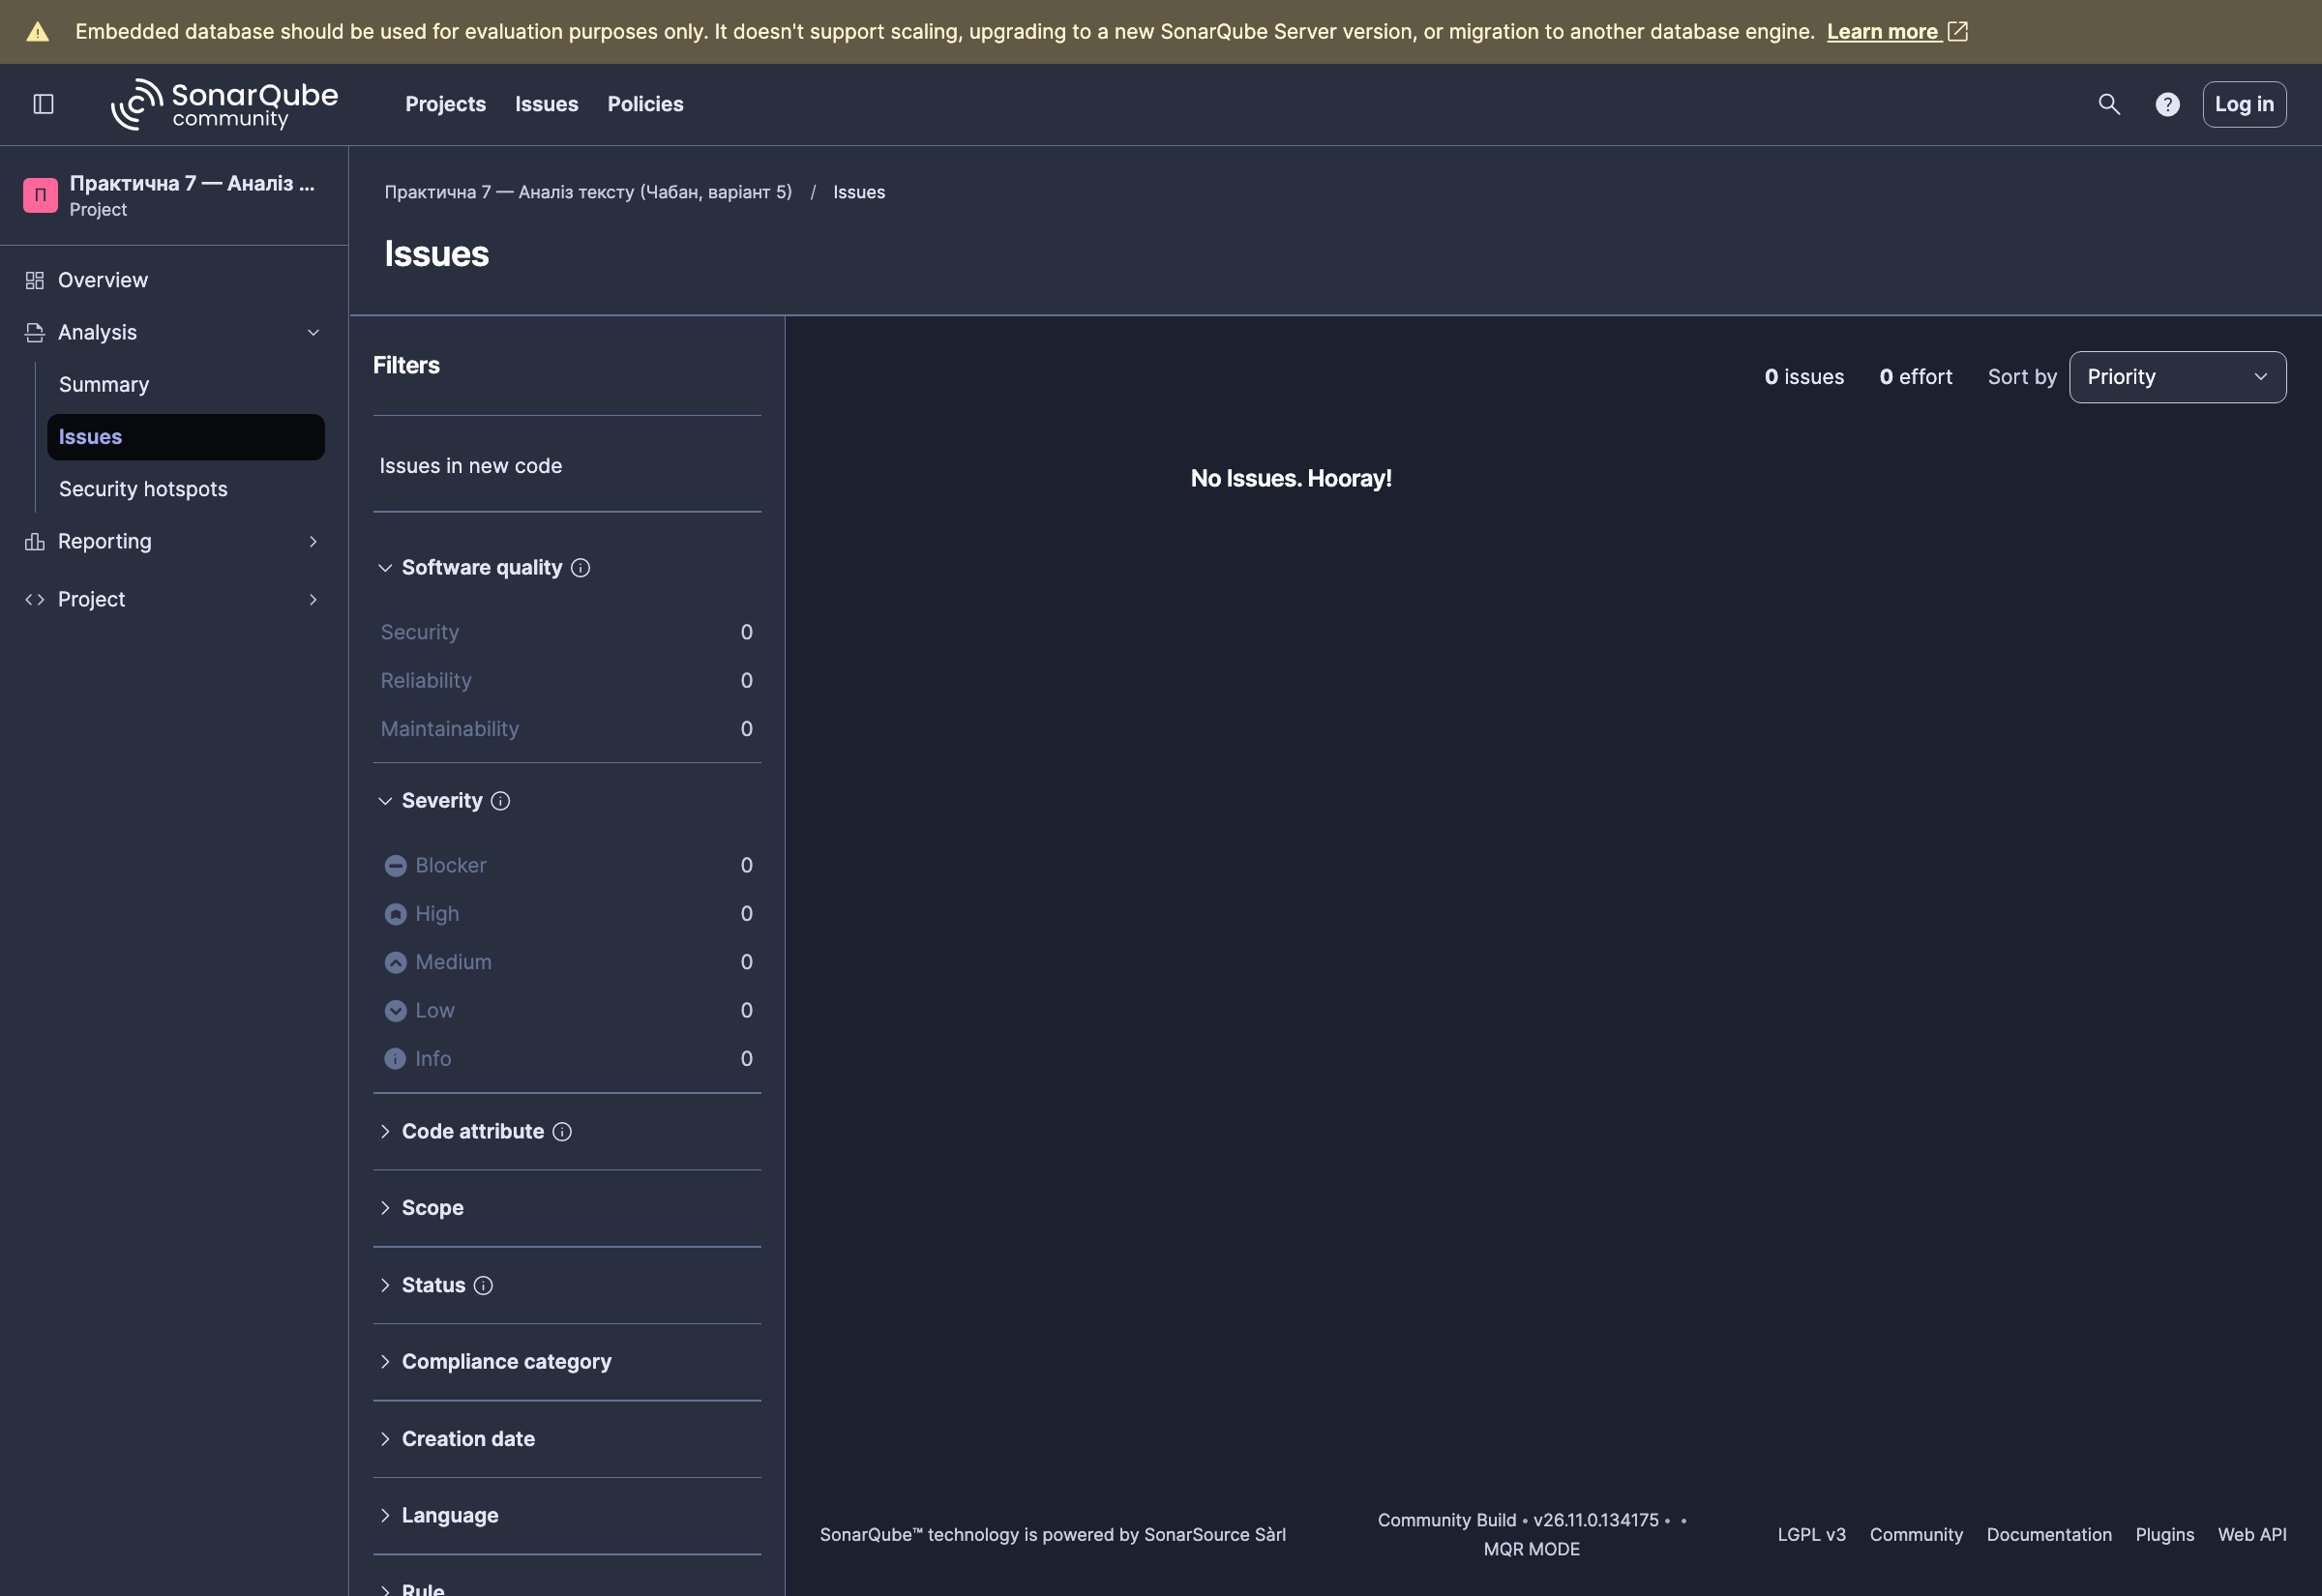 Embedded database should be used for evaluation purposes only. It doesn't support scaling, upgrading to a new SonarQube Server version, or migration to another database engine. Learn more
SonarQube community
Projects Issues Policies
? Log in
П
Практична 7 — Аналіз ...
Project
Overview
Analysis
Summary
Issues
Security hotspots
Reporting
Project
Практична 7 — Аналіз тексту (Чабан, варіант 5) / Issues
Issues
Filters
Issues in new code
Software quality
Security 0
Reliability 0
Maintainability 0
Severity
Blocker 0
High 0
Medium 0
Low 0
Info 0
Code attribute
Scope
Status
Compliance category
Creation date
Language
Rule
0 issues 0 effort Sort by Priority
No Issues. Hooray!
SonarQube™ technology is powered by SonarSource Sàrl
Community Build • v26.11.0.134175 • •
MQR MODE
LGPL v3 Community Documentation Plugins Web API